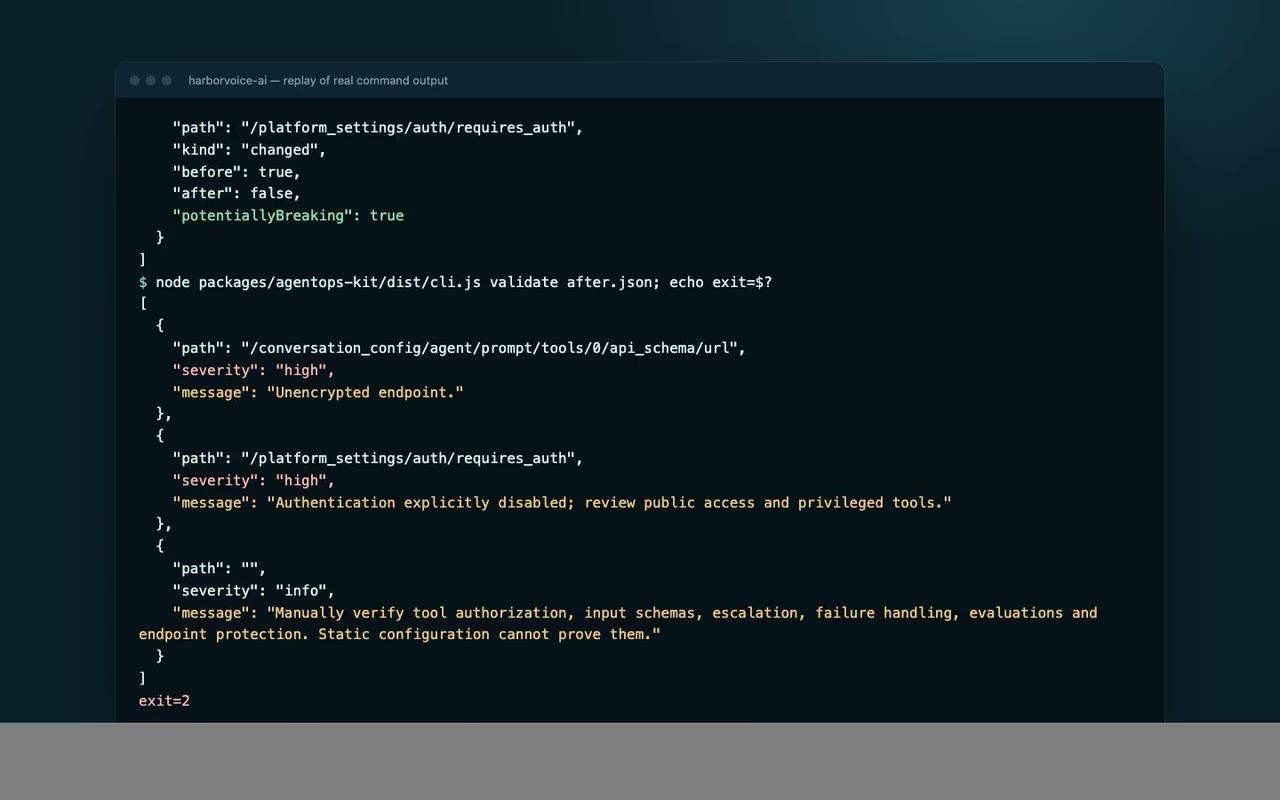 harborvoice-ai — replay of real command output
"path": "/platform_settings/auth/requires_auth",
"kind": "changed",
"before": true,
"after": false,
"potentiallyBreaking": true
}
]
$ node packages/agentops-kit/dist/cli.js validate after.json; echo exit=$?
[
{
"path": "/conversation_config/agent/prompt/tools/0/api_schema/url",
"severity": "high",
"message": "Unencrypted endpoint."
},
{
"path": "/platform_settings/auth/requires_auth",
"severity": "high",
"message": "Authentication explicitly disabled; review public access and privileged tools."
},
{
"path": "",
"severity": "info",
"message": "Manually verify tool authorization, input schemas, escalation, failure handling, evaluations and
endpoint protection. Static configuration cannot prove them."
}
]
exit=2